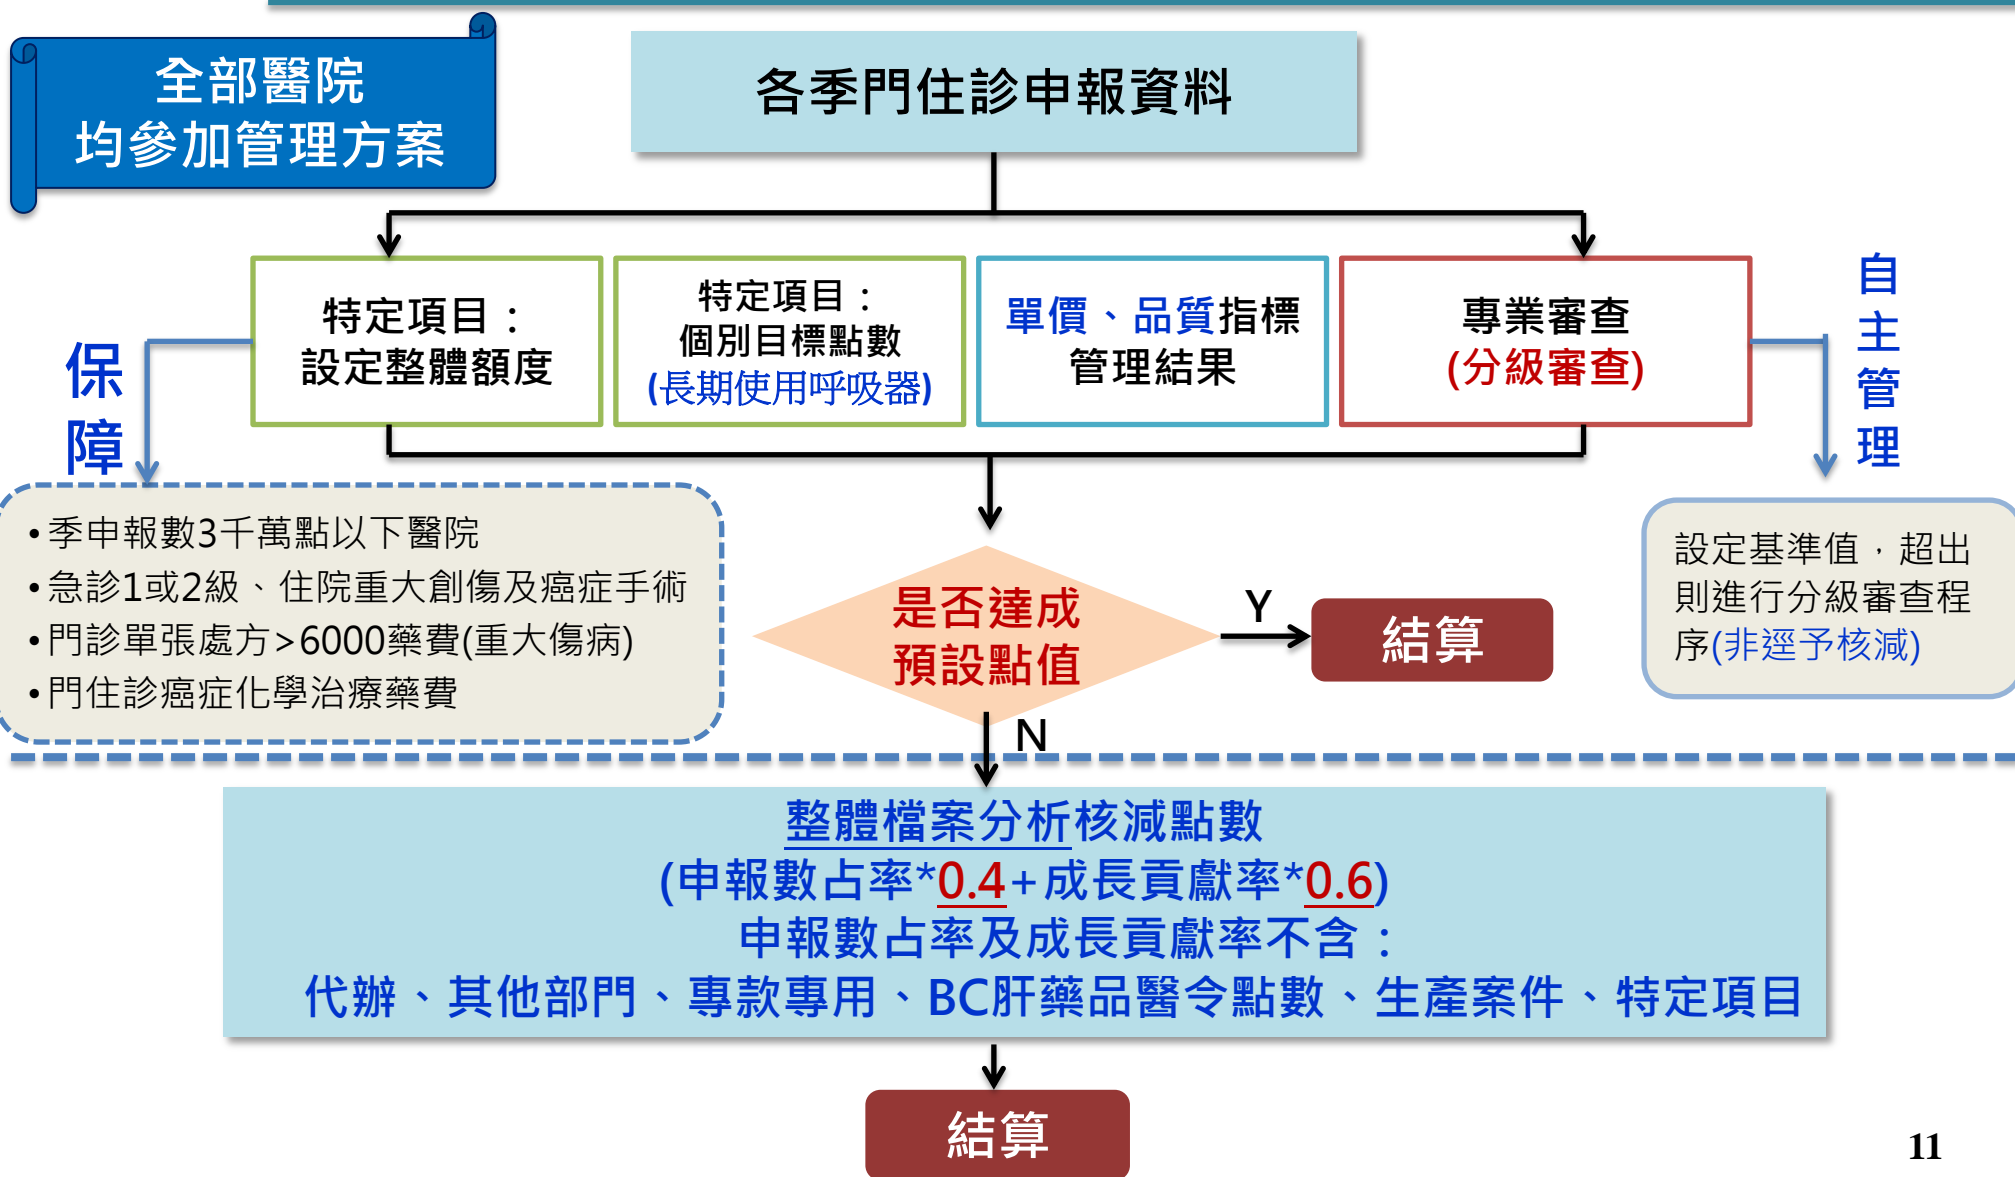 全部醫院
均參加管理方案
各季門住診申報資料
特定項目：
設定整體額度
特定項目：
個別目標點數
(長期使用呼吸器)
單價、品質指標
管理結果
專業審查
(分級審查)
保障
自主管理
•季申報數3千萬點以下醫院
•急診1或2級、住院重大創傷及癌症手術
•門診單張處方>6000藥費(重大傷病)
•門住診癌症化學治療藥費
是否達成
預設點值
Y
結算
N
設定基準值，超出
則進行分級審查程
序(非逕予核減)
整體檔案分析核減點數
(申報數占率*0.4+成長貢獻率*0.6)
申報數占率及成長貢獻率不含：
代辦、其他部門、專款專用、BC肝藥品醫令點數、生產案件、特定項目
結算
11